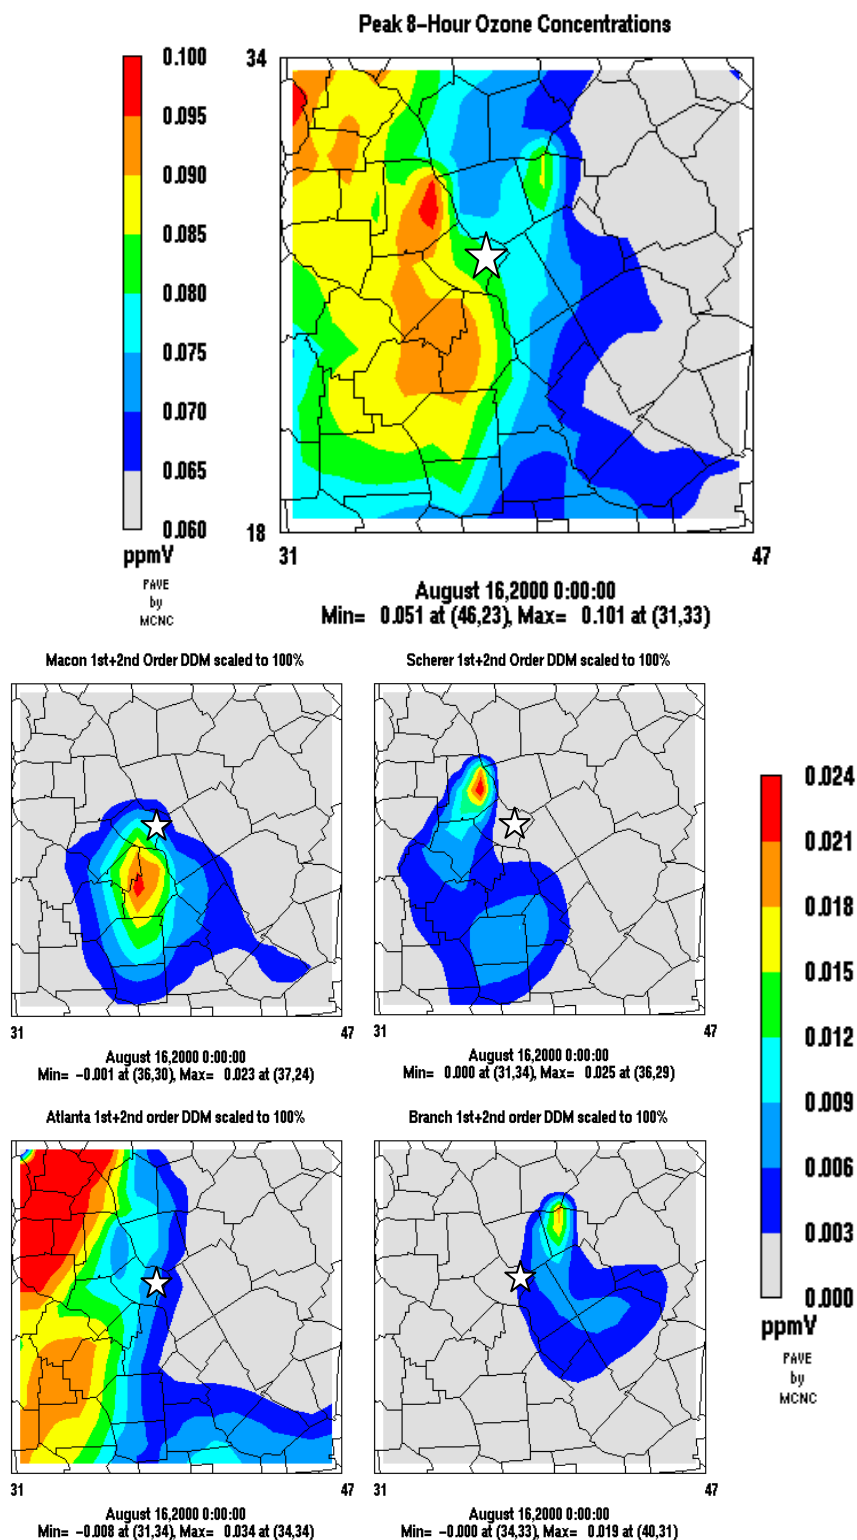 Peak 8-Hour Ozone Concentrations
0.100
0.095
0.090
0.085
0.080
0.075
0.070
0.065
0.060
ppmV
PAVE
by
MCNC
34
18
31
47
August 16,2000 0:00:00
Min= 0.051 at (46,23), Max= 0.101 at (31,33)
Macon 1st+2nd Order DDM scaled to 100%
31
47
August 16,2000 0:00:00
Min= -0.001 at (36,30), Max= 0.023 at (37,24)
Scherer 1st+2nd Order DDM scaled to 100%
31
47
August 16,2000 0:00:00
Min= 0.000 at (31,34), Max= 0.025 at (36,29)
Atlanta 1st+2nd order DDM scaled to 100%
31
47
August 16,2000 0:00:00
Min= -0.008 at (31,34), Max= 0.034 at (34,34)
Branch 1st+2nd order DDM scaled to 100%
31
47
August 16,2000 0:00:00
Min= -0.000 at (34,33), Max= 0.019 at (40,31)
0.024
0.021
0.018
0.015
0.012
0.009
0.006
0.003
0.000
ppmV
PAVE
by
MCNC